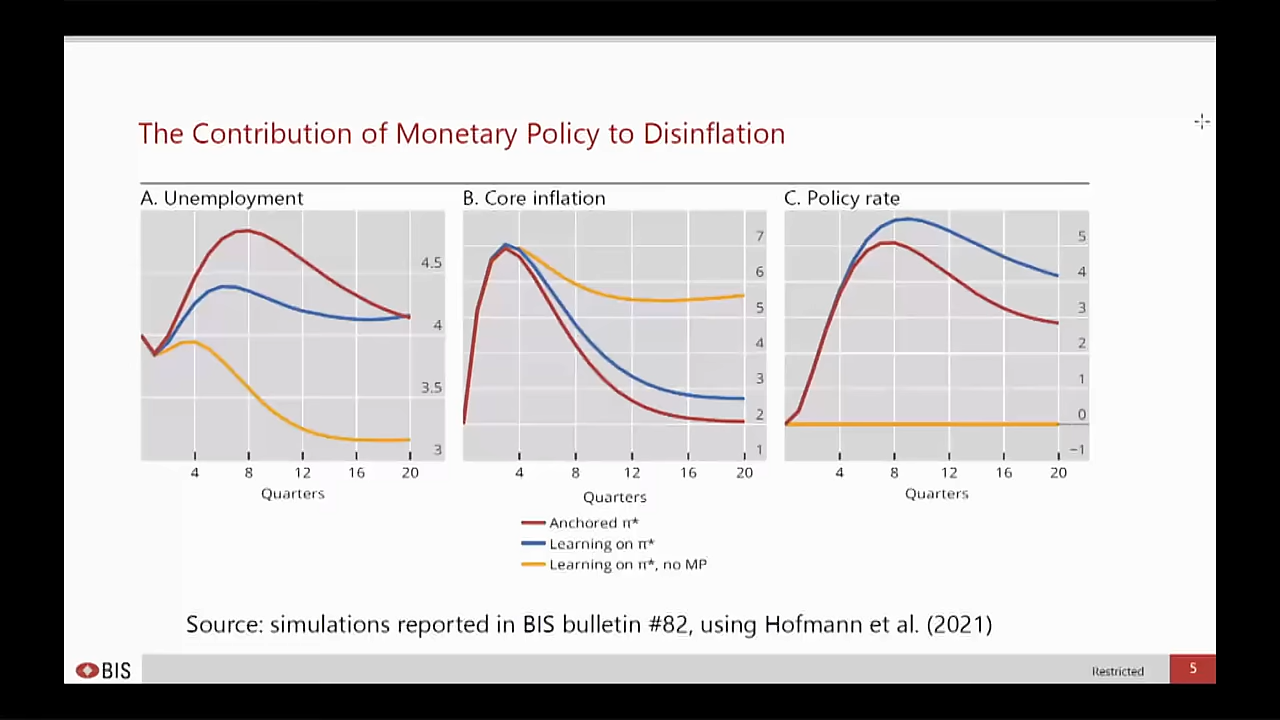 The Contribution of Monetary Policy to Disinflation
A. Unemployment
4.5
4
3.5
3
4 8 12 16 20
Quarters
B. Core inflation
7
6
5
4
3
2
1
4 8 12 16 20
Quarters
C. Policy rate
5
4
3
2
1
0
−1
4 8 12 16 20
Quarters
Anchored π*
Learning on π*
Learning on π*, no MP
Source: simulations reported in BIS bulletin #82, using Hofmann et al. (2021)
BIS
Restricted
5